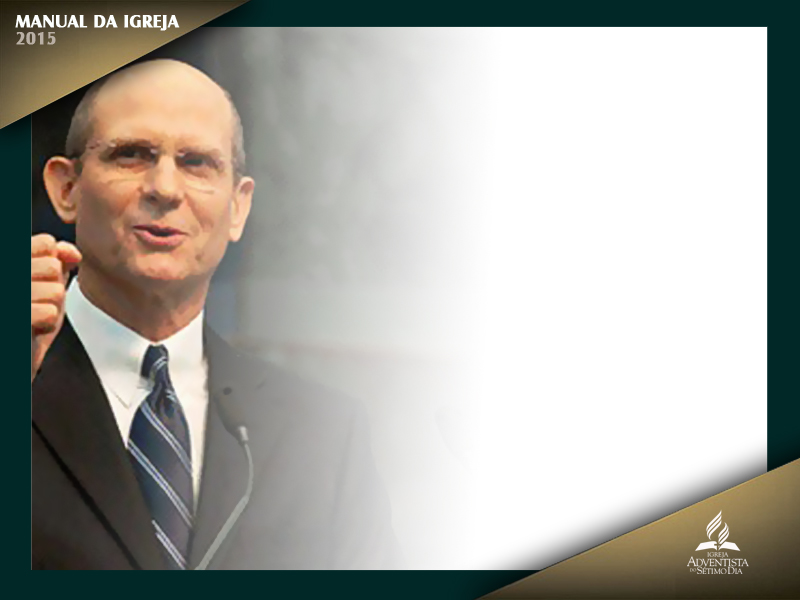 MANUAL DA IGREJA
2015
IGREJA
ADVENTISTA
DO SÉTIMO DIA